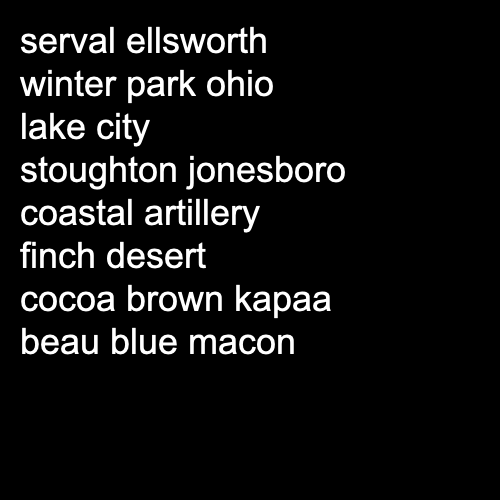 serval ellsworth
winter park ohio
lake city
stoughton jonesboro
coastal artillery
finch desert
cocoa brown kapaa
beau blue macon